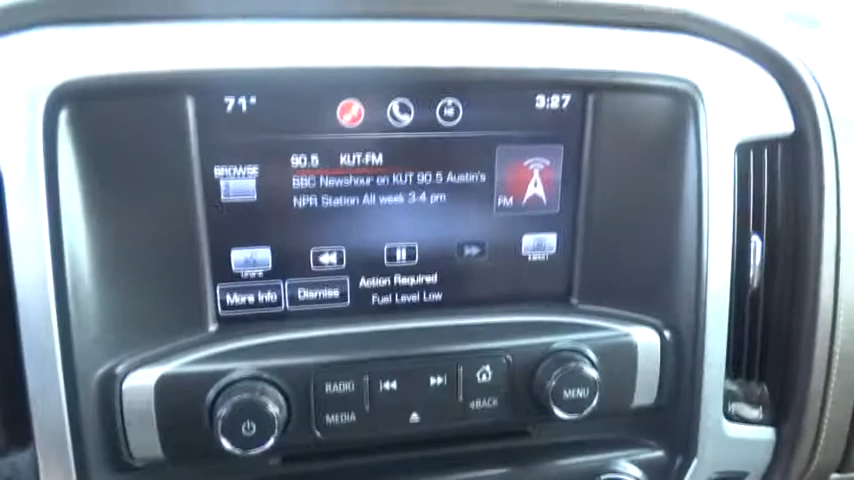 71°
3:27
90.5 KUT-FM
BROWSE
BBC Newshour on KUT 90.5 Austin's
NPR Station All week 3-4 pm
FM
Action Required
More Info
Dismiss
Fuel Level Low
RADIO
MEDIA
BACK
MENU